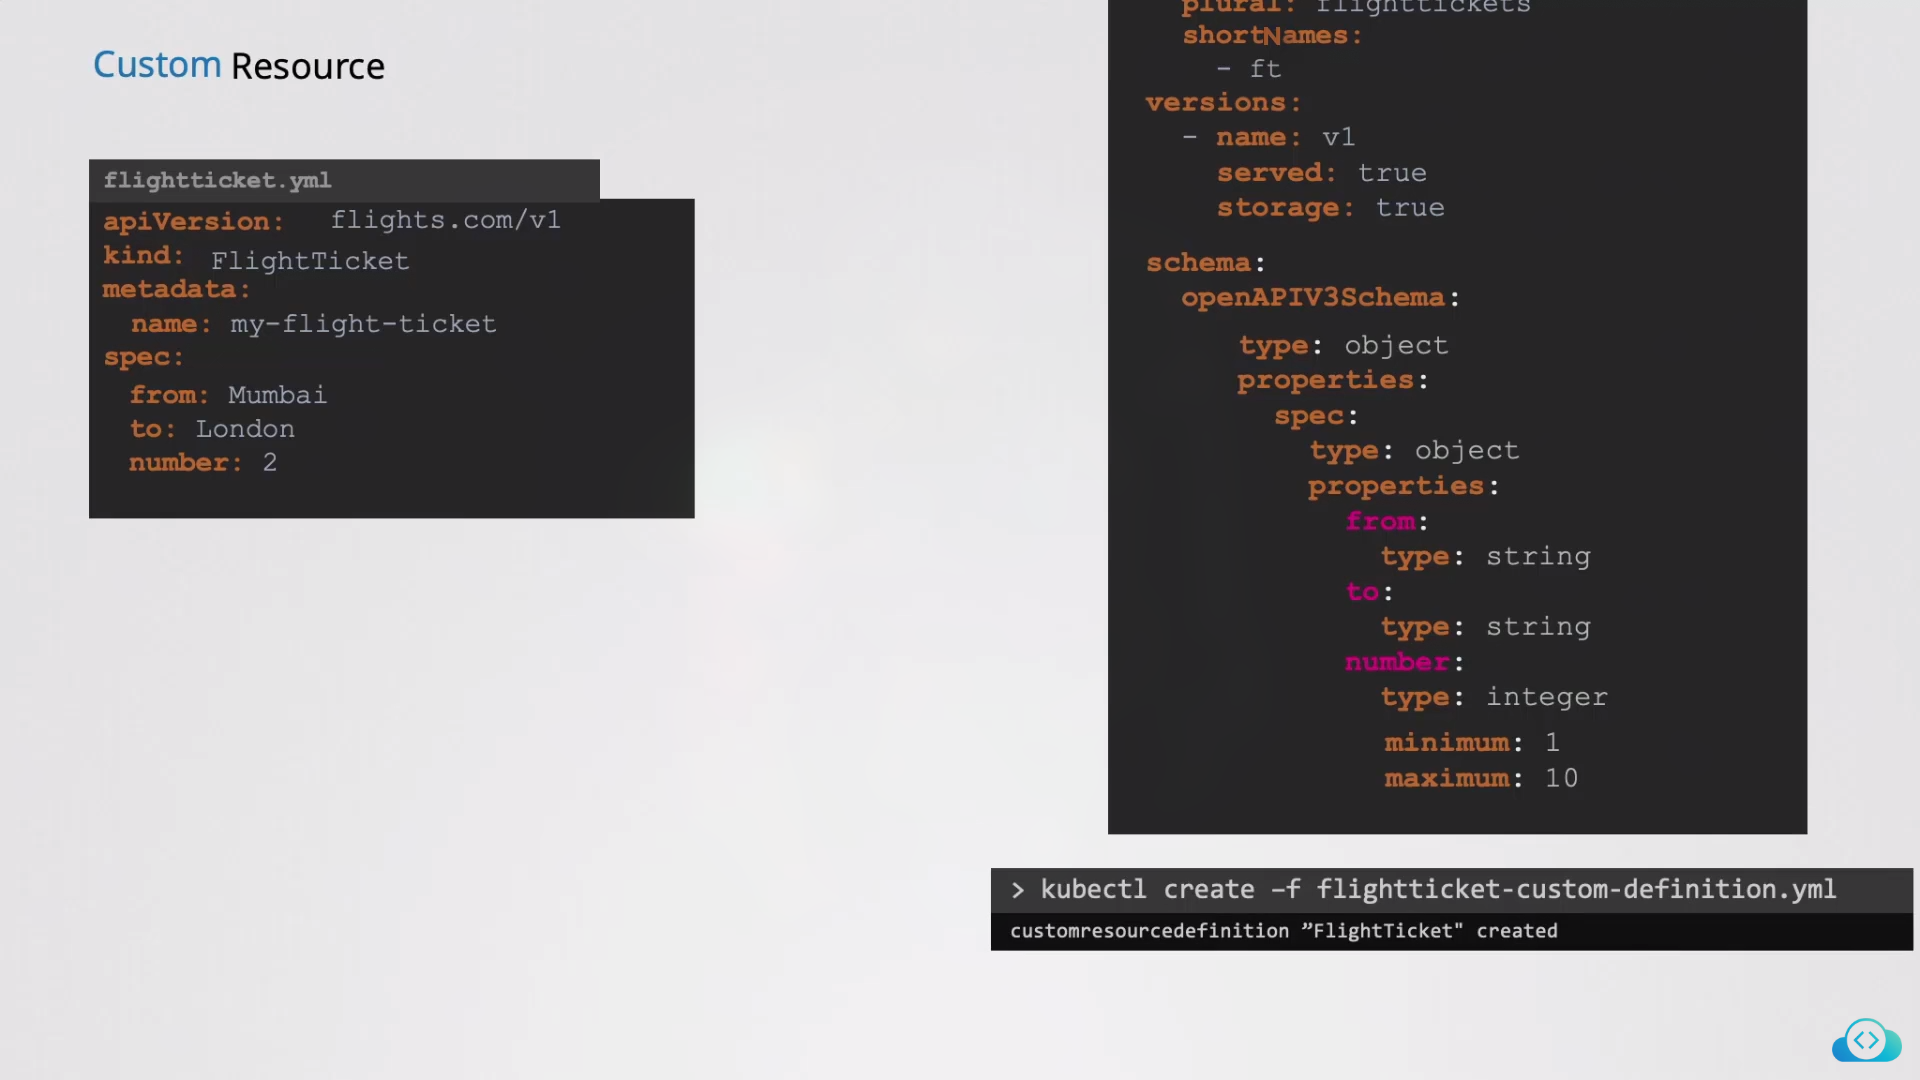 Custom Resource
flightticket.yml
apiVersion: flights.com/v1
kind: FlightTicket
metadata:
name: my-flight-ticket
spec:
from: Mumbai
to: London
number: 2
plural: flighttickets
shortNames:
- ft
versions:
- name: v1
served: true
storage: true
schema:
openAPIV3Schema:
type: object
properties:
spec:
type: object
properties:
from:
type: string
to:
type: string
number:
type: integer
minimum: 1
maximum: 10
> kubectl create –f flightticket-custom-definition.yml
customresourcedefinition ”FlightTicket" created